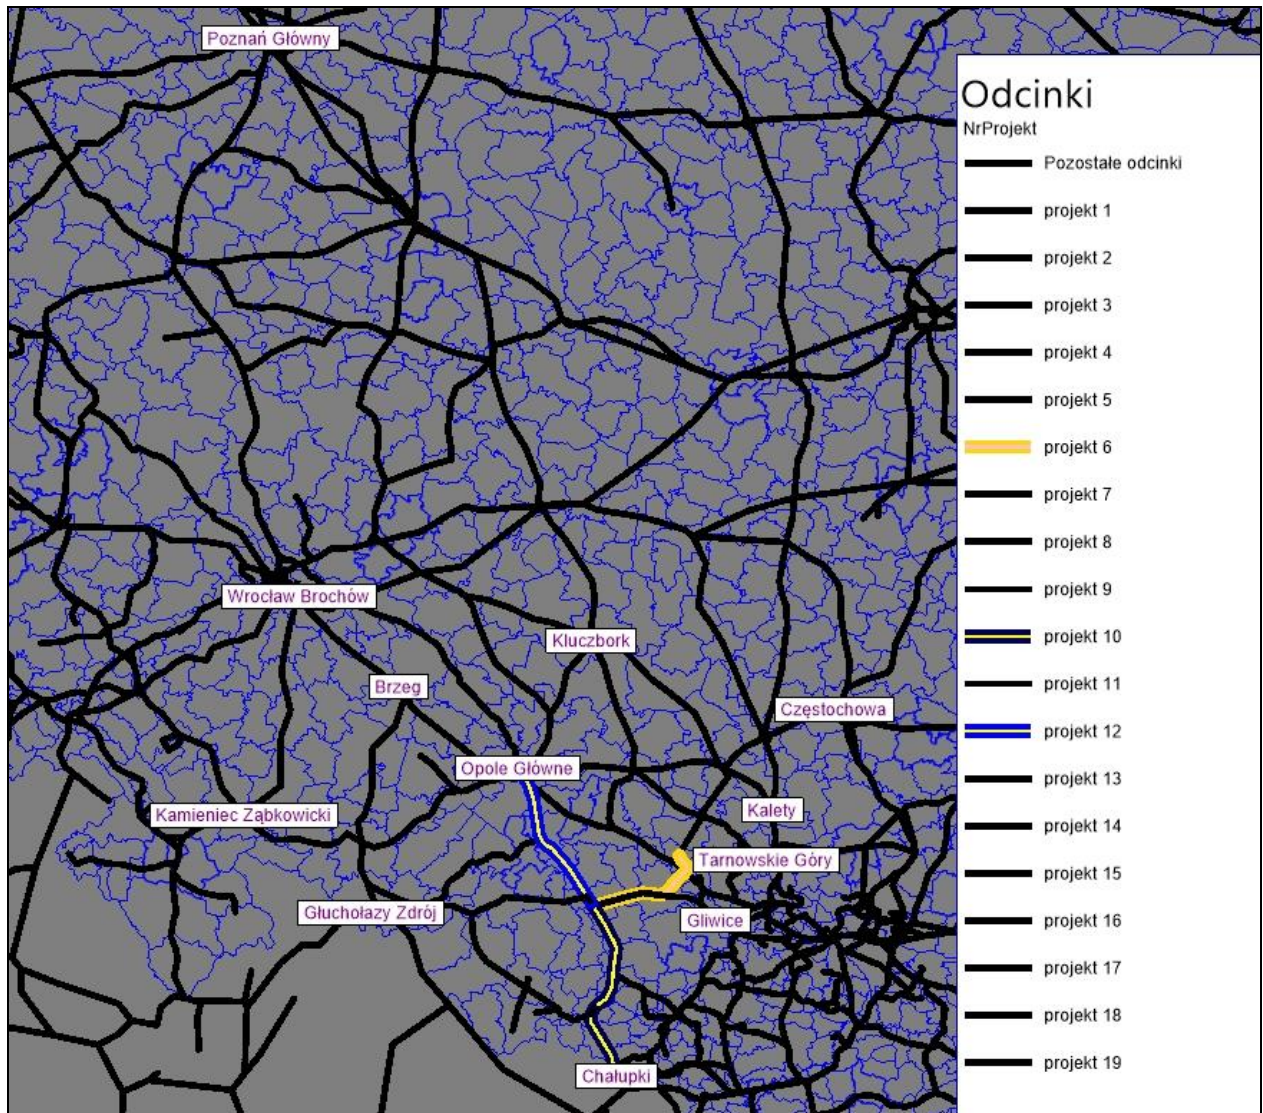 Poznań Główny
Wrocław Brochów
Kluczbork
Brzeg
Częstochowa
Opole Główne
Kamieniec Ząbkowicki
Kalety
Tarnowskie Góry
Głuchołazy Zdrój
Gliwice
Chałupki
Odcinki
NrProjekt
Pozostałe odcinki
projekt 1
projekt 2
projekt 3
projekt 4
projekt 5
projekt 6
projekt 7
projekt 8
projekt 9
projekt 10
projekt 11
projekt 12
projekt 13
projekt 14
projekt 15
projekt 16
projekt 17
projekt 18
projekt 19